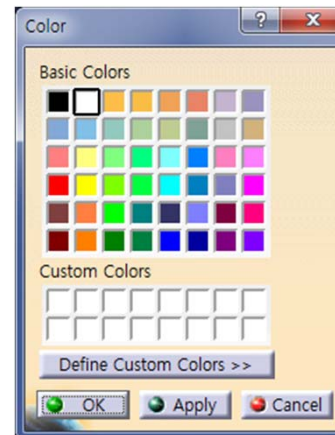 Color
?
Basic Colors
Custom Colors
Define Custom Colors >>
OK Apply Cancel